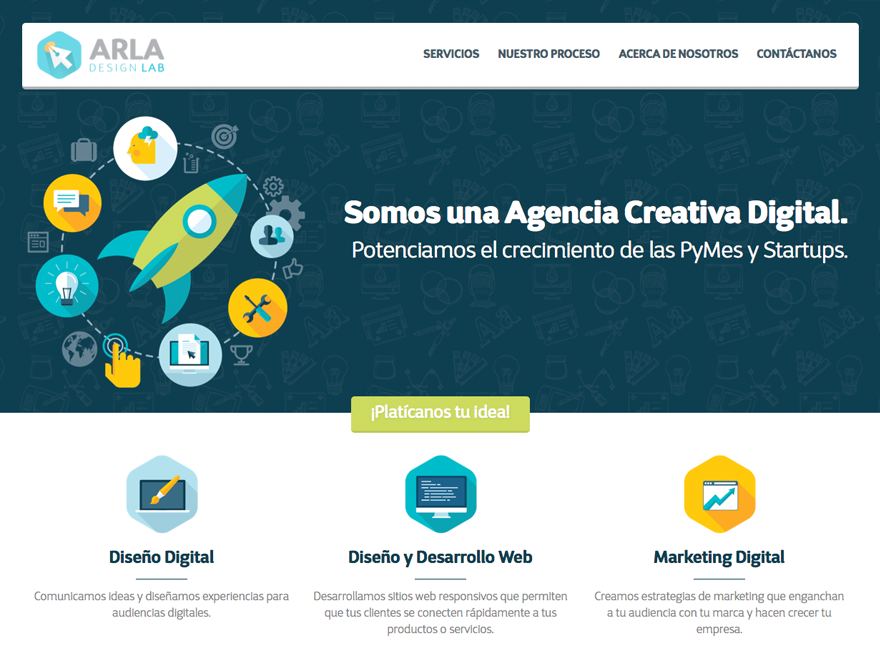 ARLA
DESIGN LAB
SERVICIOS NUESTRO PROCESO ACERCA DE NOSOTROS CONTÁCTANOS
Somos una Agencia Creativa Digital.
Potenciamos el crecimiento de las PyMes y Startups.
¡Platícanos tu idea!
Diseño Digital
Comunicamos ideas y diseñamos experiencias para
audiencias digitales.
Diseño y Desarrollo Web
Desarrollamos sitios web responsivos que permiten
que tus clientes se conecten rápidamente a tus
productos o servicios.
Marketing Digital
Creamos estrategias de marketing que enganchan
a tu audiencia con tu marca y hacen crecer tu
empresa.